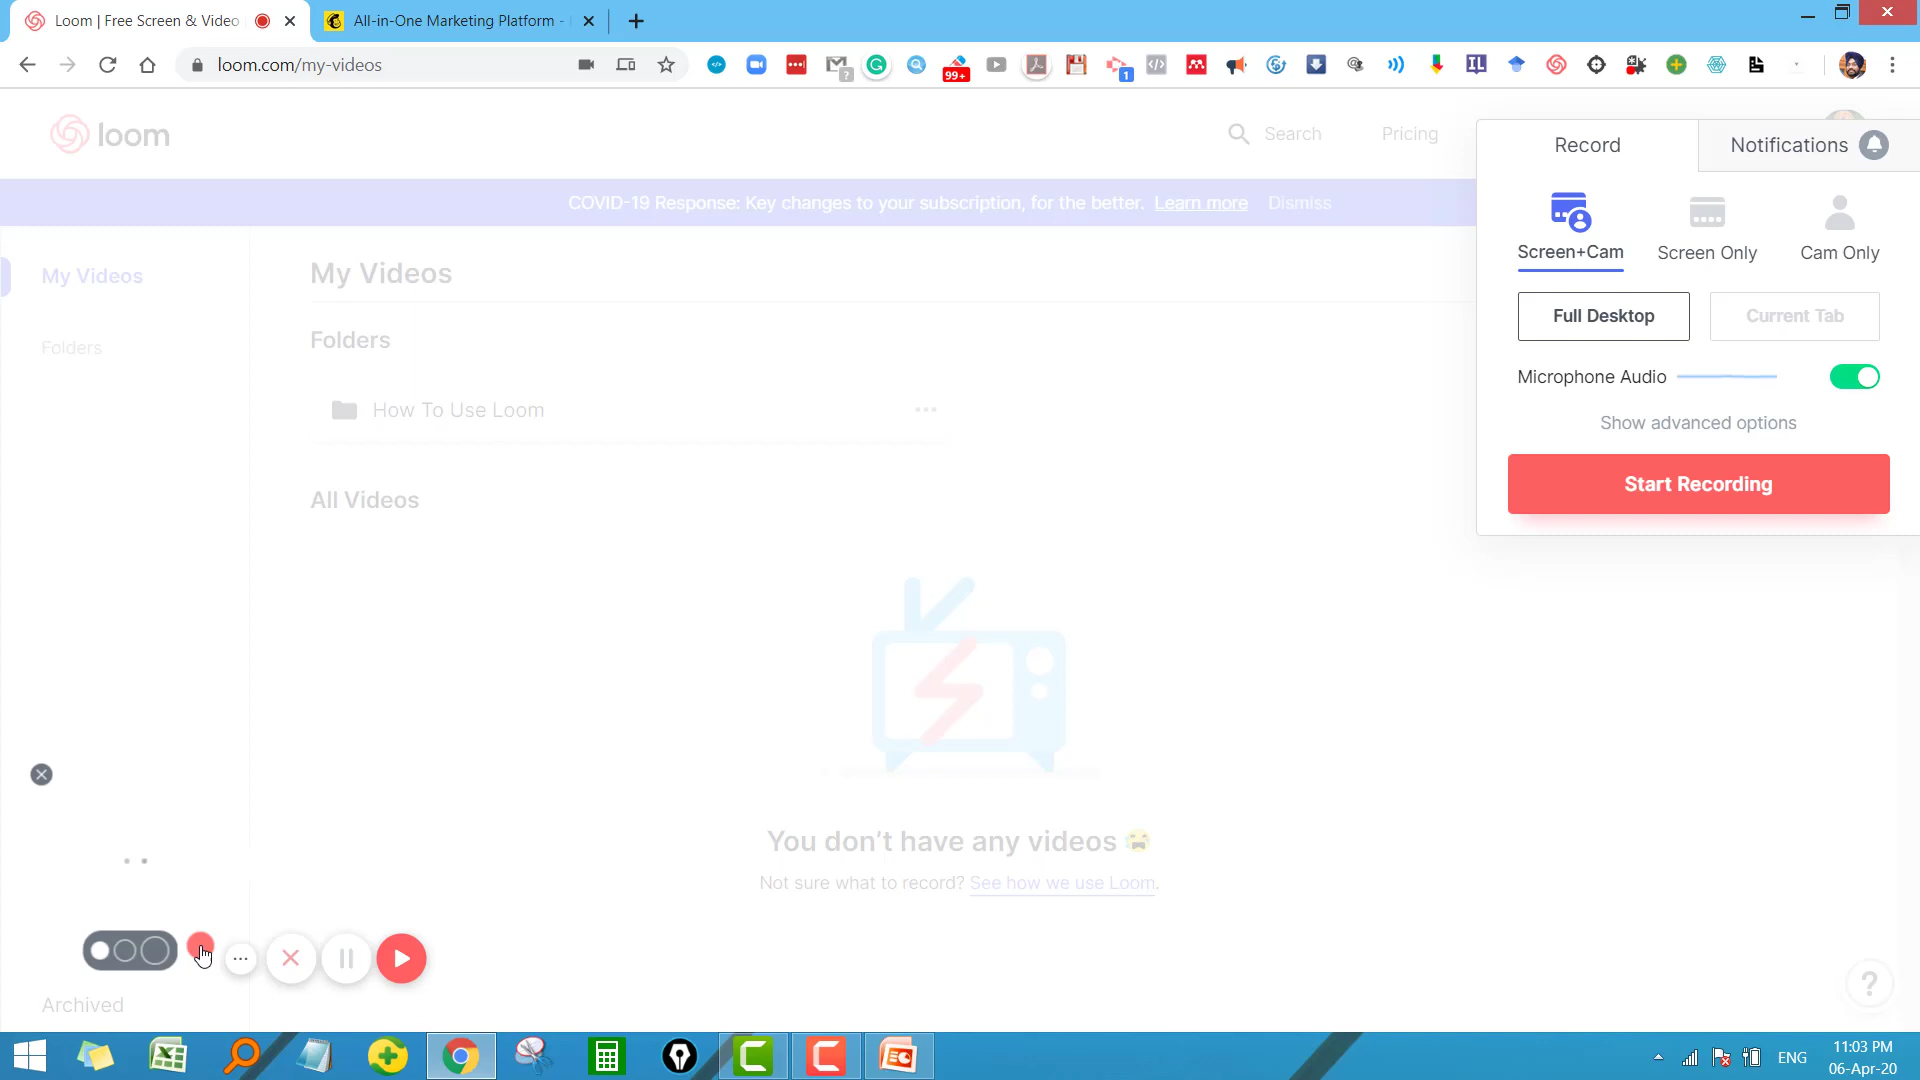 Loom | Free Screen & Video
All-in-One Marketing Platform -
loom.com/my-videos
?
99+
1
IL
loom
Search
Pricing
Record
Notifications
COVID-19 Response: Key changes to your subscription, for the better. Learn more Dismiss
Screen+Cam
Screen Only
Cam Only
My Videos
My Videos
Full Desktop
Current Tab
Folders
Folders
Microphone Audio
How To Use Loom
Show advanced options
Start Recording
All Videos
You don't have any videos
Not sure what to record? See how we use Loom.
Archived
?
11:03 PM
ENG
06-Apr-20